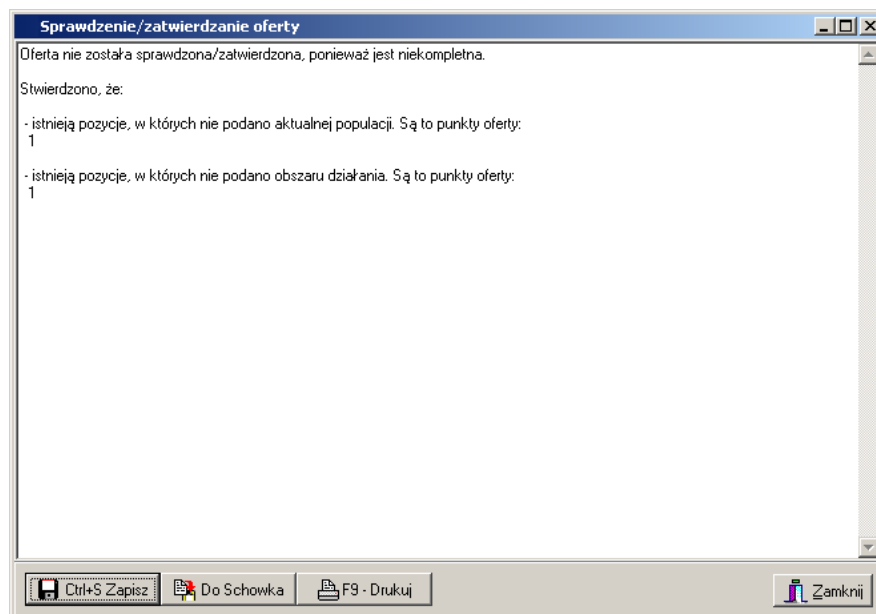 Sprawdzenie/zatwierdzanie oferty
Oferta nie została sprawdzona/zatwierdzona, ponieważ jest niekompletna.
Stwierdzono, że:
- istnieją pozycje, w których nie podano aktualnej populacji. Są to punkty oferty:
1
- istnieją pozycje, w których nie podano obszaru działania. Są to punkty oferty:
1
Ctrl+S Zapisz
Do Schowka
F9 - Drukuj
Zamknij